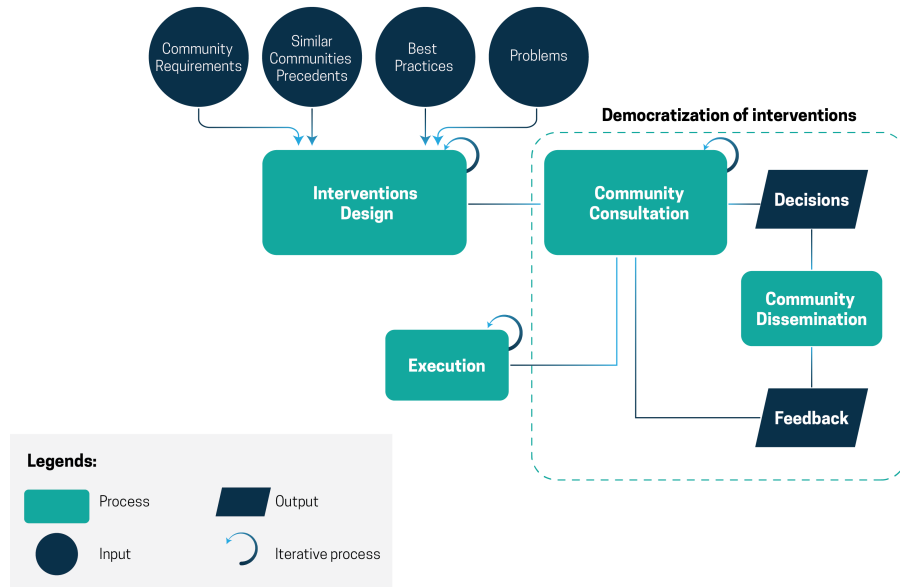 Community
Requirements
Similar
Communities
Precedents
Best
Practices
Problems
Democratization of interventions
Interventions
Design
Community
Consultation
Decisions
Community
Dissemination
Execution
Feedback
Legends:
Process
Output
Input
Iterative process